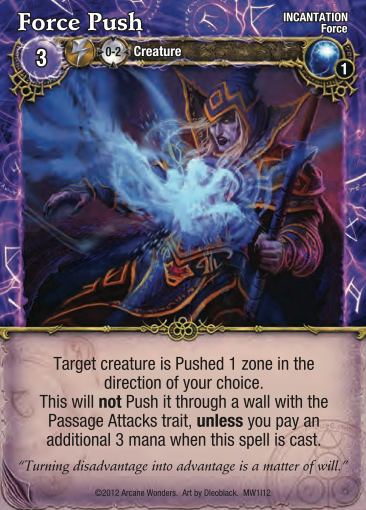 Force Push
INCANTATION
Force
3
0-2
Creature
1
Target creature is Pushed 1 zone in the
direction of your choice.
This will not Push it through a wall with the
Passage Attacks trait, unless you pay an
additional 3 mana when this spell is cast.
"Turning disadvantage into advantage is a matter of will."
©2012 Arcane Wonders. Art by Dleoblack. MW1I12